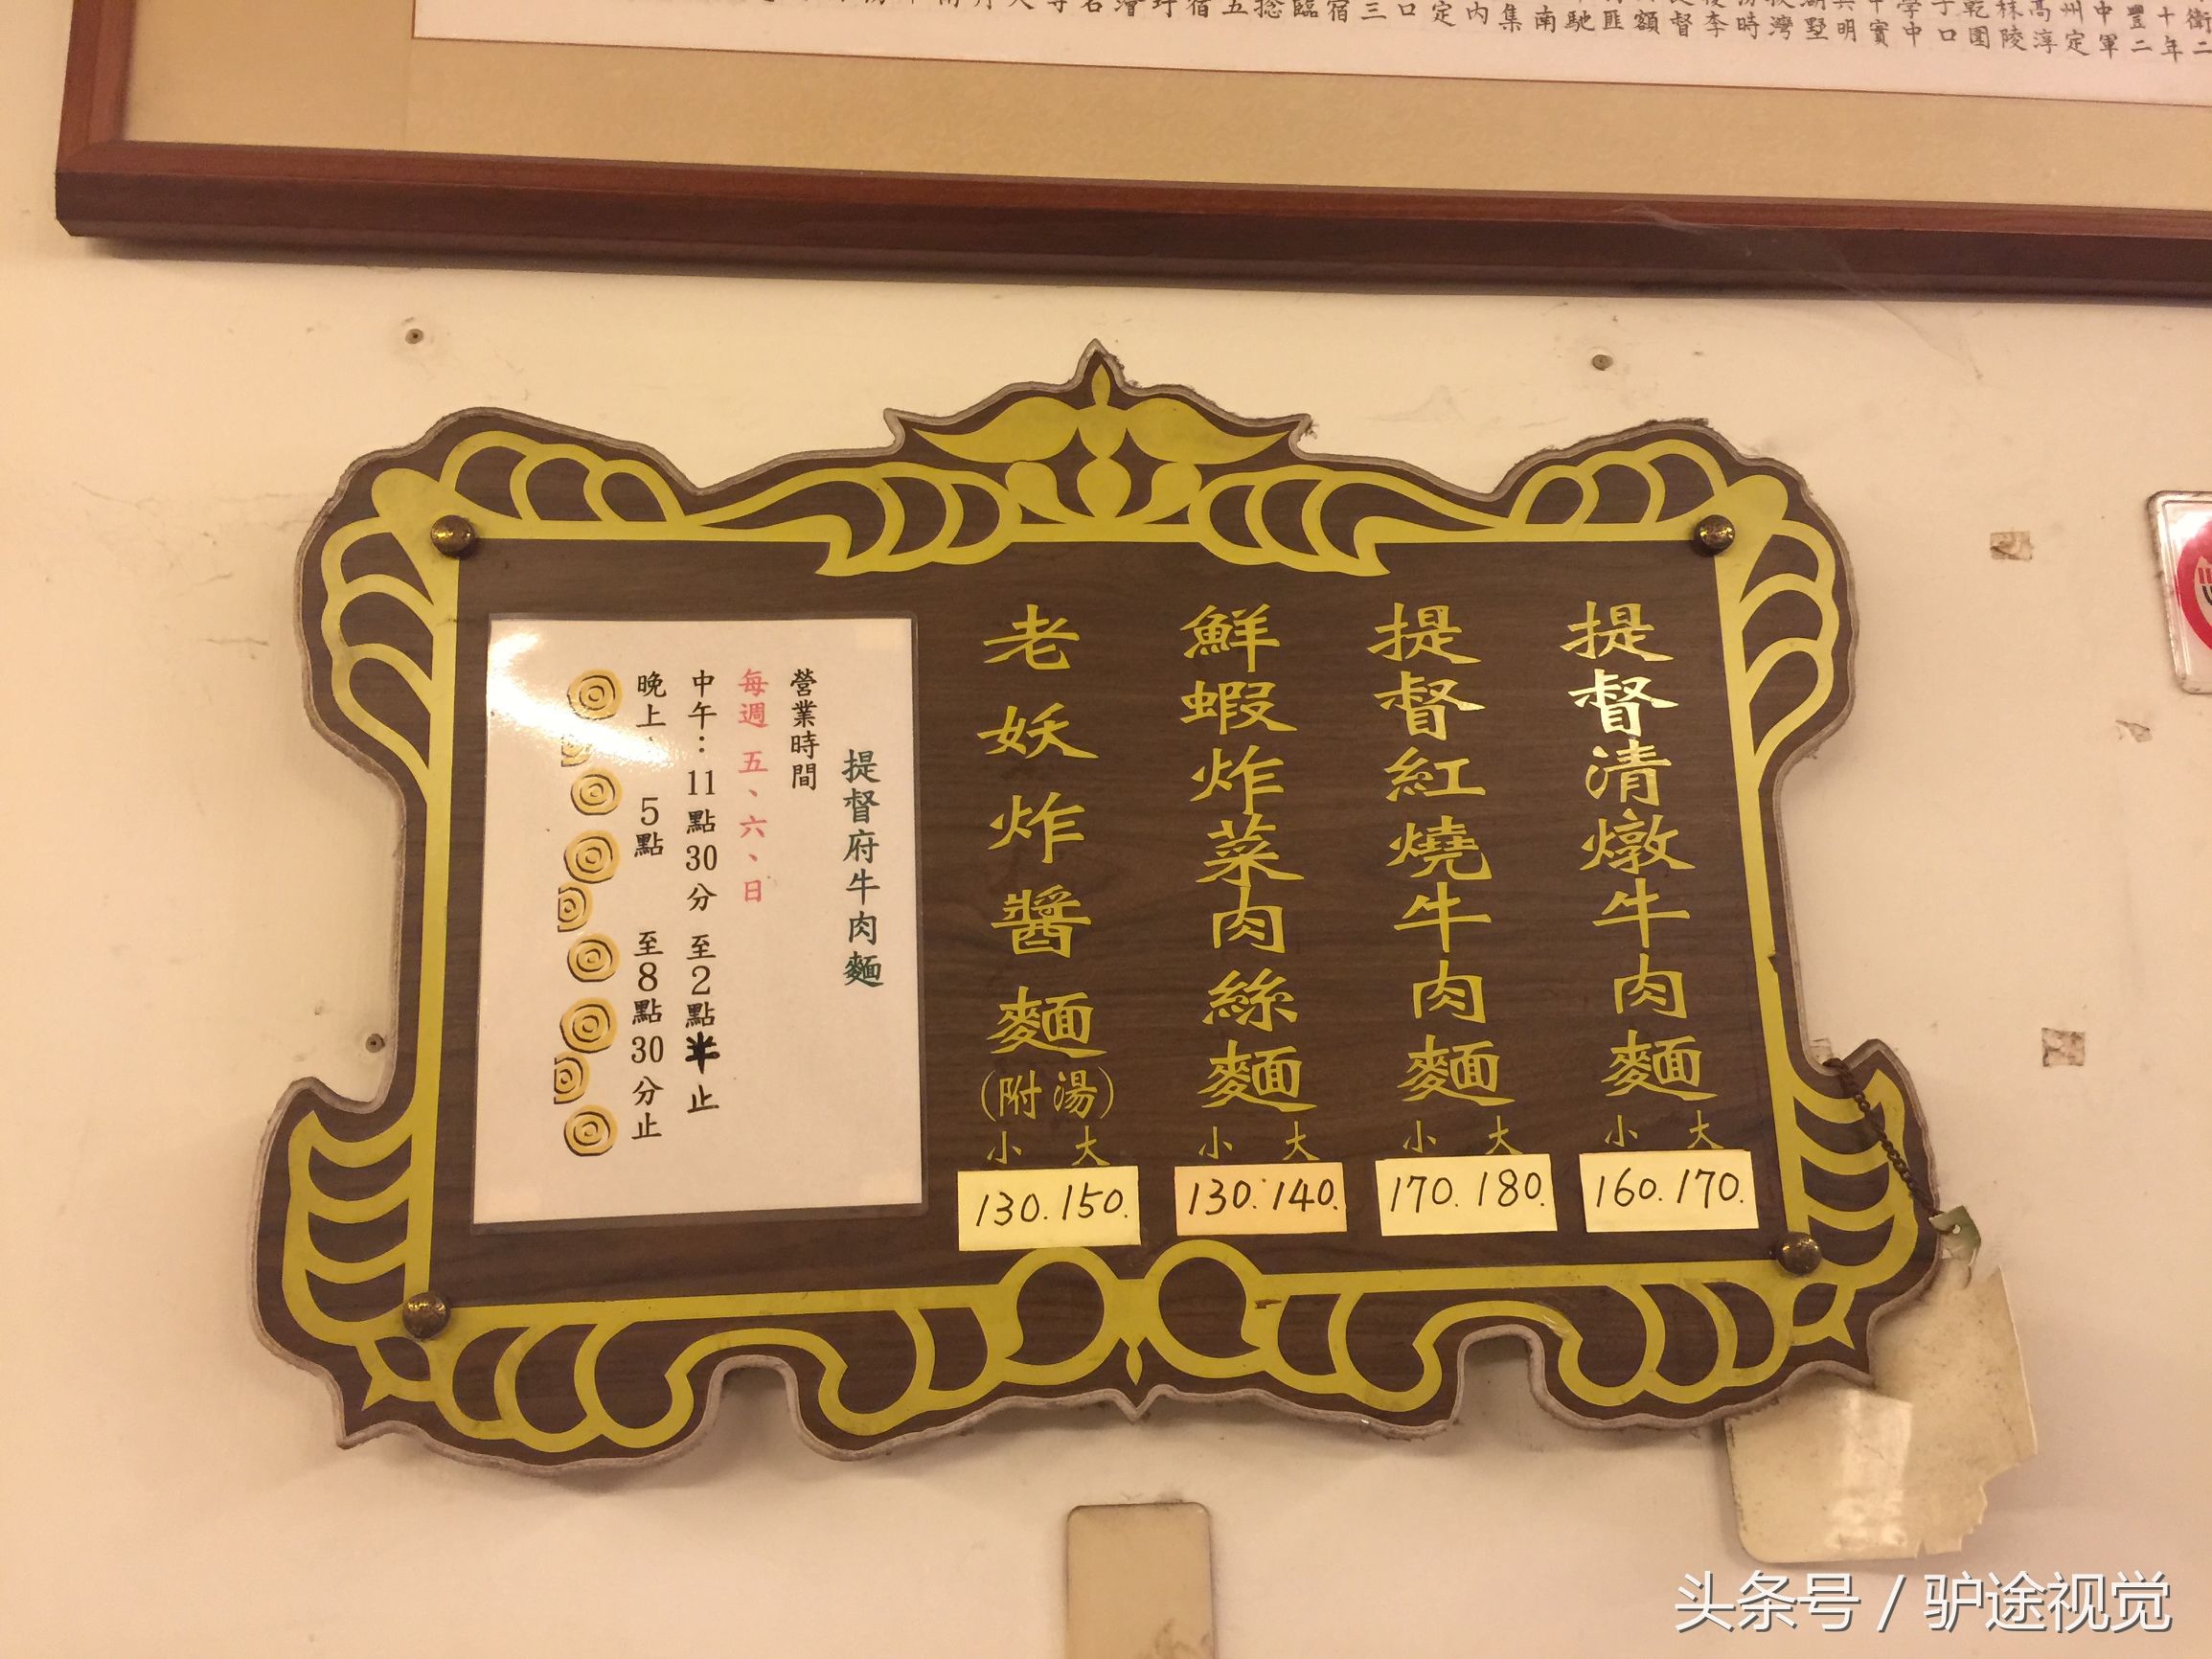 提督清燉牛肉麵
小 大
160. 170.
提督紅燒牛肉麵
小 大
170. 180.
鮮蝦炸菜肉絲麵
小 大
130. 140.
老妖炸醬麵(附湯)
小 大
130. 150.
提督府牛肉麵
營業時間
每週 五、六、日
中午：11點30分 至2點半止
晚上： 5點 至8點30分止
头条号 / 驴途视觉